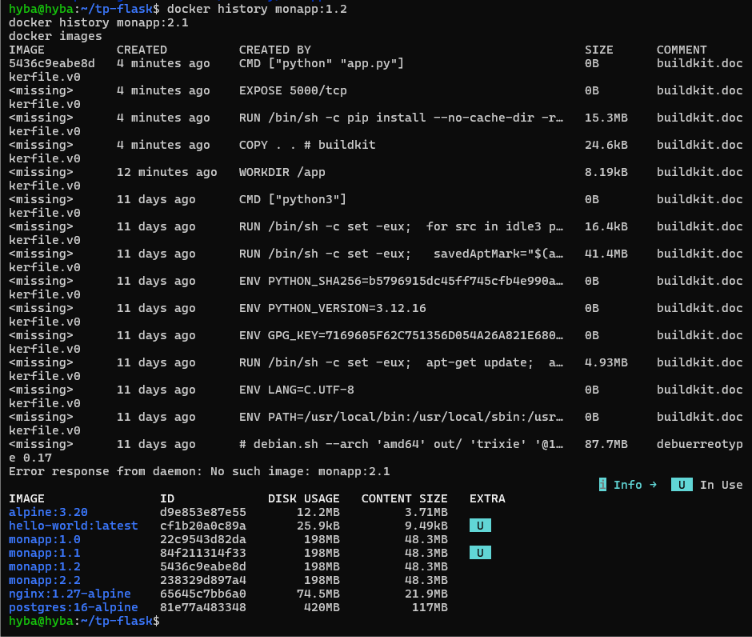 hyba@hyba:~/tp-flask$ docker history monapp:1.2
docker history monapp:2.1
docker images
IMAGE CREATED CREATED BY SIZE COMMENT
5436c9eabe8d 4 minutes ago CMD ["python" "app.py"] 0B buildkit.doc
kerfile.v0
<missing> 4 minutes ago EXPOSE 5000/tcp 0B buildkit.doc
kerfile.v0
<missing> 4 minutes ago RUN /bin/sh -c pip install --no-cache-dir -r… 15.3MB buildkit.doc
kerfile.v0
<missing> 4 minutes ago COPY . . # buildkit 24.6kB buildkit.doc
kerfile.v0
<missing> 12 minutes ago WORKDIR /app 8.19kB buildkit.doc
kerfile.v0
<missing> 11 days ago CMD ["python3"] 0B buildkit.doc
kerfile.v0
<missing> 11 days ago RUN /bin/sh -c set -eux; for src in idle3 p… 16.4kB buildkit.doc
kerfile.v0
<missing> 11 days ago RUN /bin/sh -c set -eux; savedAptMark="$(a… 41.4MB buildkit.doc
kerfile.v0
<missing> 11 days ago ENV PYTHON_SHA256=b5796915dc45ff745cfb4e990a… 0B buildkit.doc
kerfile.v0
<missing> 11 days ago ENV PYTHON_VERSION=3.12.16 0B buildkit.doc
kerfile.v0
<missing> 11 days ago ENV GPG_KEY=7169605F62C751356D054A26A821E680… 0B buildkit.doc
kerfile.v0
<missing> 11 days ago RUN /bin/sh -c set -eux; apt-get update; a… 4.93MB buildkit.doc
kerfile.v0
<missing> 11 days ago ENV LANG=C.UTF-8 0B buildkit.doc
kerfile.v0
<missing> 11 days ago ENV PATH=/usr/local/bin:/usr/local/sbin:/usr… 0B buildkit.doc
kerfile.v0
<missing> 11 days ago # debian.sh --arch 'amd64' out/ 'trixie' '@1… 87.7MB debuerreotyp
e 0.17
Error response from daemon: No such image: monapp:2.1
i Info → U In Use
IMAGE ID DISK USAGE CONTENT SIZE EXTRA
alpine:3.20 d9e853e87e55 12.2MB 3.71MB
hello-world:latest cf1b20a0c89a 25.9kB 9.49kB U
monapp:1.0 22c9543d82da 198MB 48.3MB
monapp:1.1 84f211314f33 198MB 48.3MB U
monapp:1.2 5436c9eabe8d 198MB 48.3MB
monapp:2.2 238329d897a4 198MB 48.3MB
nginx:1.27-alpine 65645c7bb6a0 74.5MB 21.9MB
postgres:16-alpine 81e77a483348 420MB 117MB
hyba@hyba:~/tp-flask$